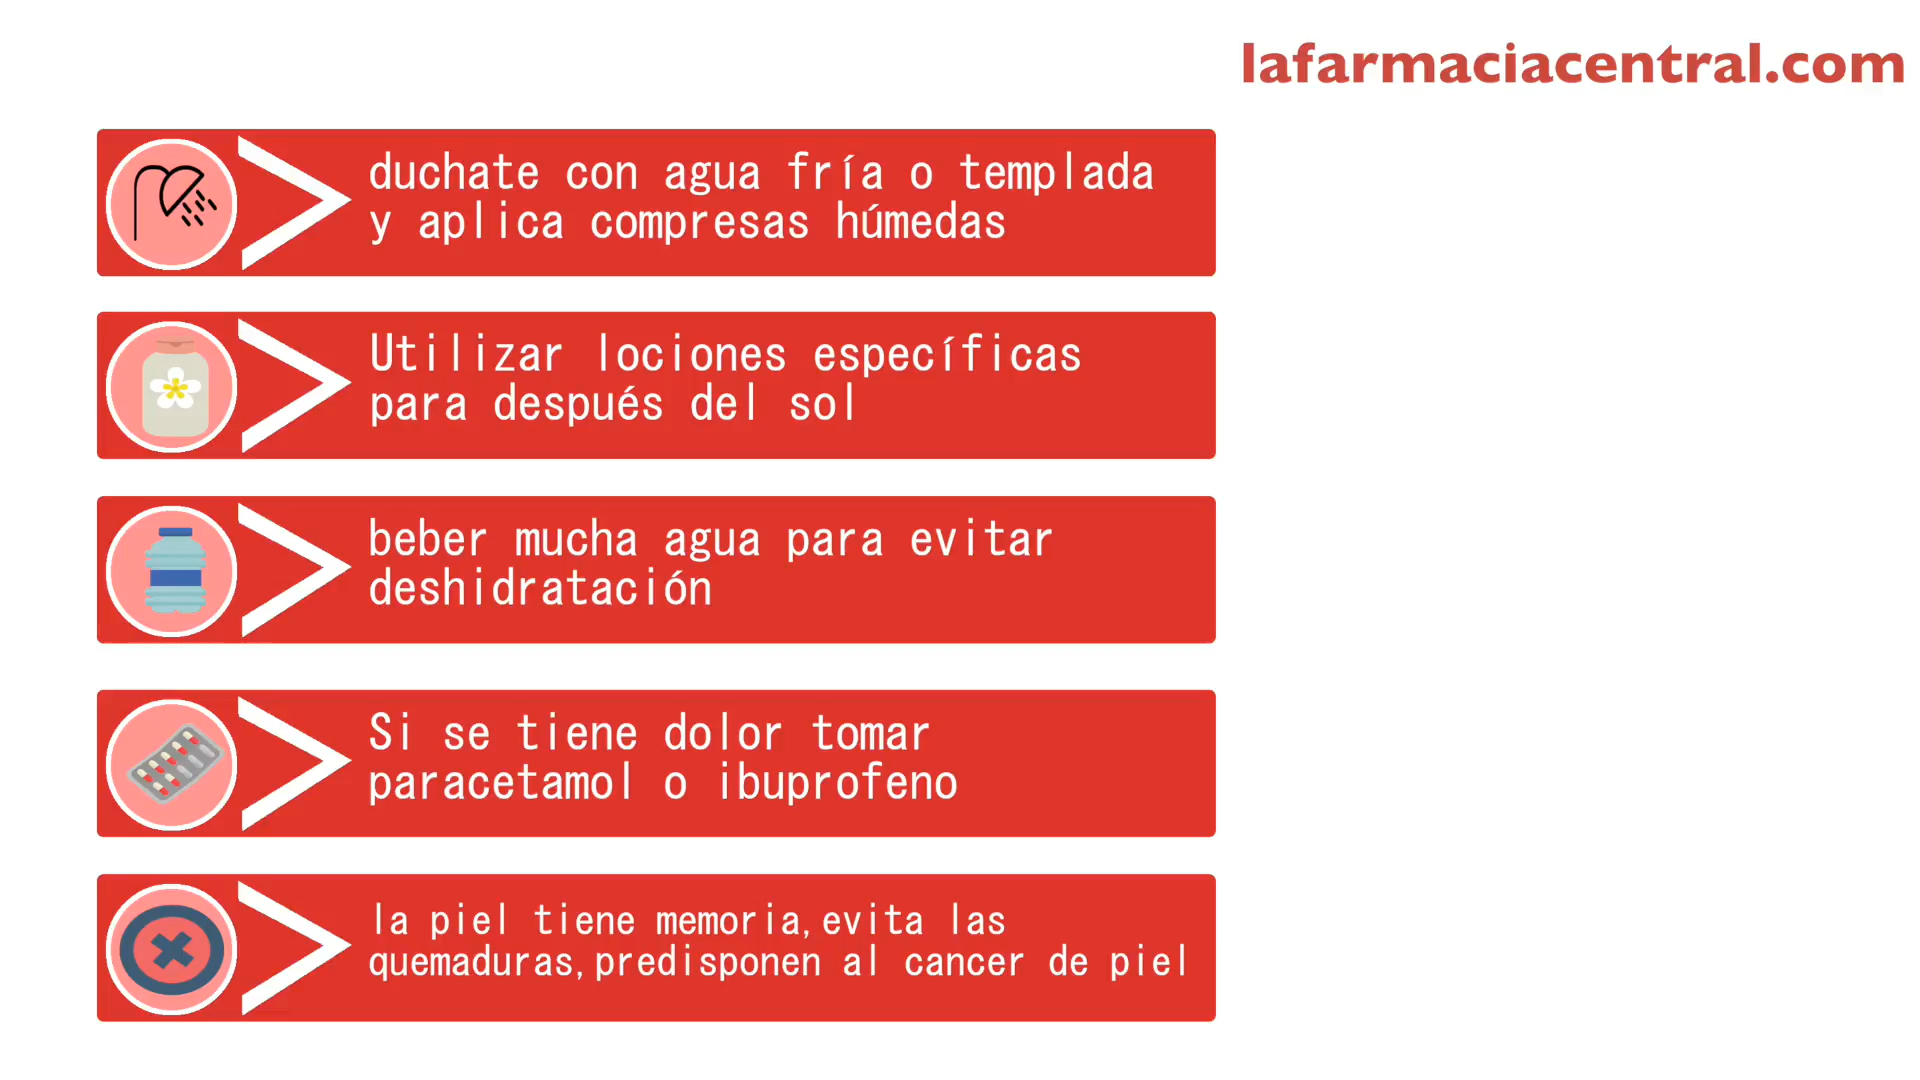 lafarmaciacentral.com
duchate con agua fría o templada
y aplica compresas húmedas
Utilizar lociones específicas
para después del sol
beber mucha agua para evitar
deshidratación
Si se tiene dolor tomar
paracetamol o ibuprofeno
la piel tiene memoria,evita las
quemaduras,predisponen al cancer de piel